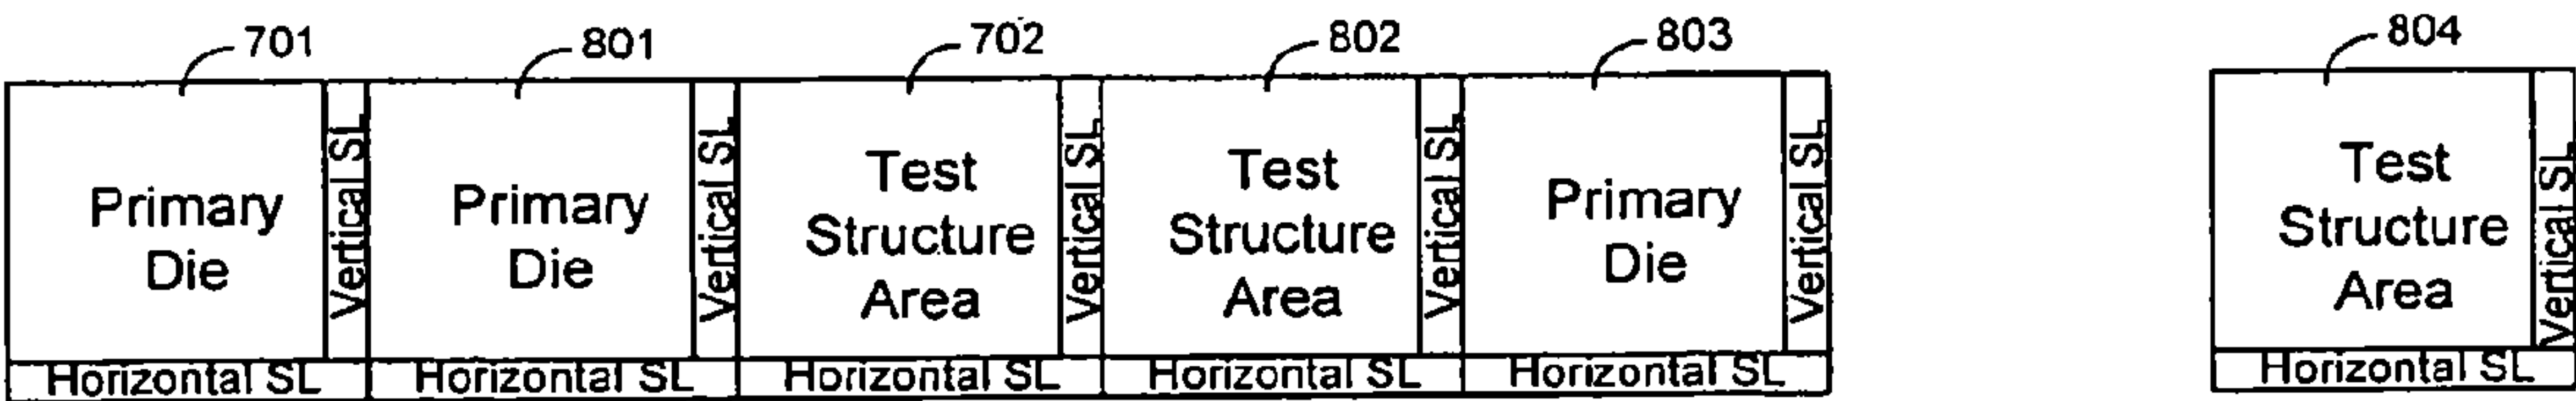 701
801
702
802
803
804
Primary
Die
Vertical SL
Horizontal SL
Primary
Die
Vertical SL
Horizontal SL
Test
Structure
Area
Vertical SL
Horizontal SL
Test
Structure
Area
Vertical SL
Horizontal SL
Primary
Die
Vertical SL
Horizontal SL
Test
Structure
Area
Vertical SL
Horizontal SL